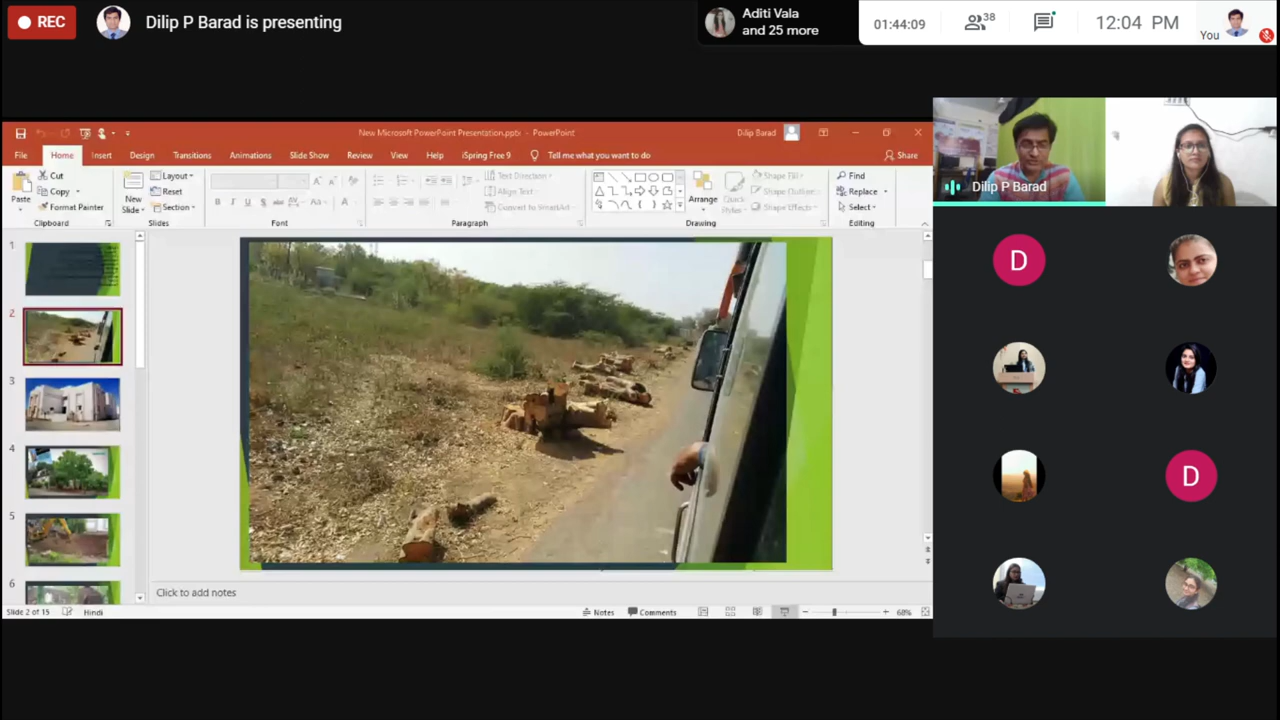 REC
Dilip P Barad is presenting
Aditi Vala
and 25 more
01:44:09
38
12:04 PM
You
New Microsoft PowerPoint Presentation.pptx - PowerPoint
Dilip Barad
File Home Insert Design Transitions Animations Slide Show Review View Help iSpring Free 9 Tell me what you want to do Share
Paste
Cut
Copy
Format Painter
Clipboard
New
Slide
Layout
Reset
Section
Slides
B I U S
Font
Text Direction
Align Text
Convert to SmartArt
Paragraph
Arrange
Quick
Styles
Shape Fill
Shape Outline
Shape Effects
Drawing
Find
Replace
Select
Editing
1
2
3
4
5
6
Click to add notes
Slide 2 of 15
Hindi
Notes
Comments
68%
Dilip P Barad
D
D